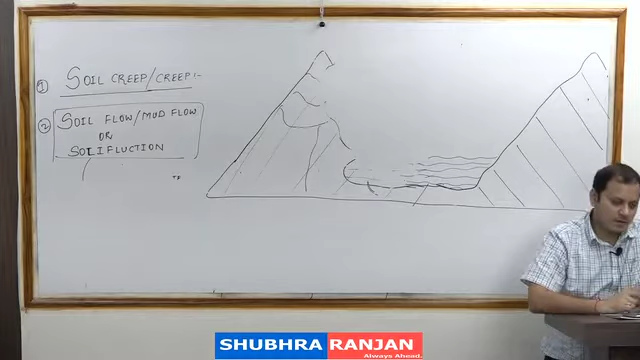 ① SOIL CREEP/CREEP:-
② SOIL FLOW/MUD FLOW
OR
SOLIFLUCTION
SHUBHRA RANJAN
Always Ahead.